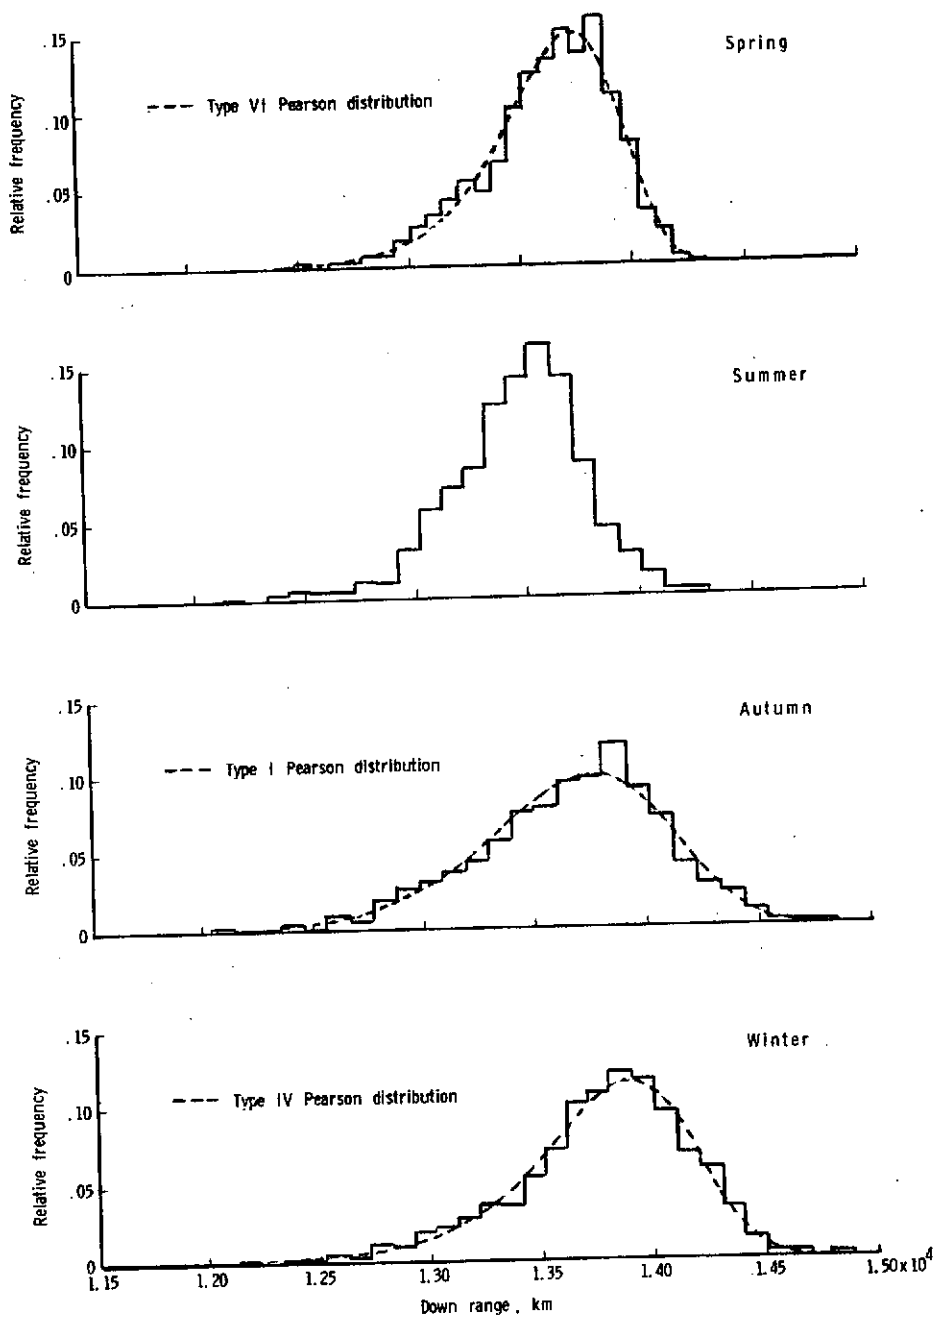 Spring
.15
Type VI Pearson distribution
.10
.05
0
Relative frequency
Summer
.15
.10
.05
0
Relative frequency
Autumn
.15
Type I Pearson distribution
.10
.05
0
Relative frequency
Winter
.15
Type IV Pearson distribution
.10
.05
0
Relative frequency
1.15 1.20 1.25 1.30 1.35 1.40 1.45 1.50x10⁴
Down range, km